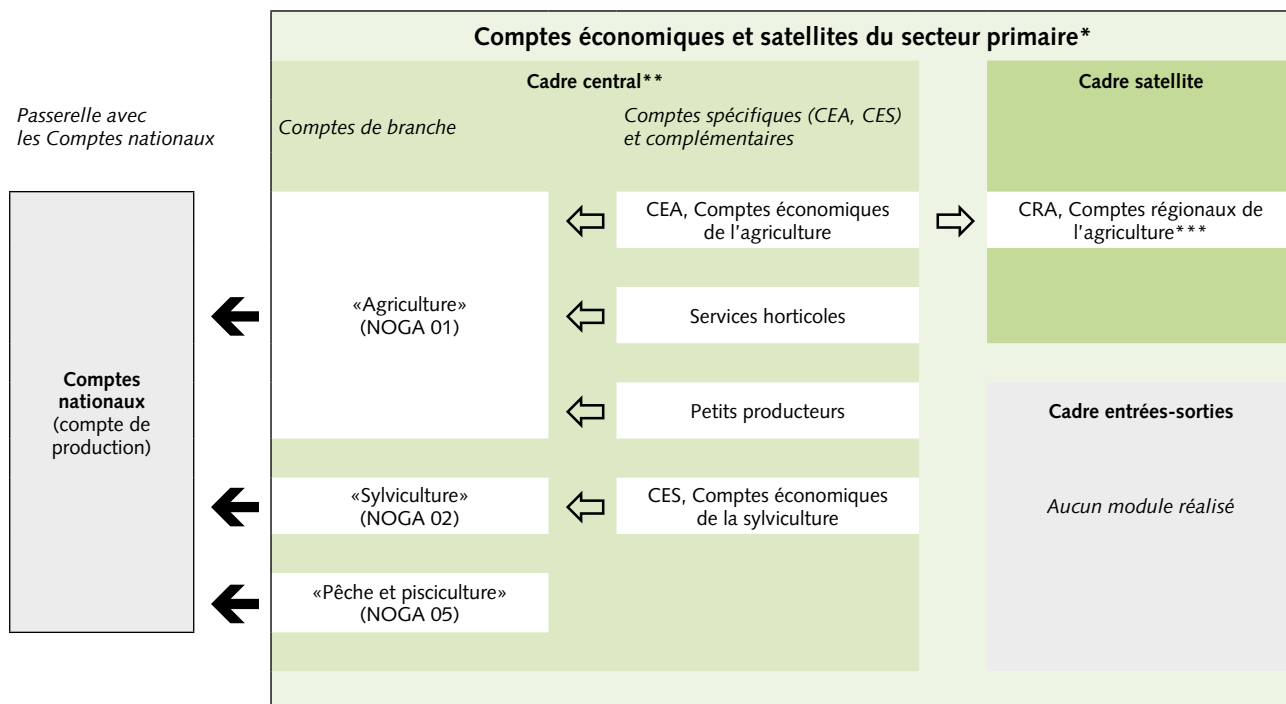 Comptes économiques et satellites du secteur primaire*
Cadre central**
Cadre satellite
Passerelle avec
les Comptes nationaux
Comptes de branche
Comptes spécifiques (CEA, CES)
et complémentaires
CEA, Comptes économiques
de l'agriculture
CRA, Comptes régionaux de
l'agriculture***
«Agriculture»
(NOGA 01)
Services horticoles
Comptes
nationaux
(compte de
production)
Petits producteurs
Cadre entrées-sorties
«Sylviculture»
(NOGA 02)
CES, Comptes économiques
de la sylviculture
Aucun module réalisé
«Pêche et pisciculture»
(NOGA 05)